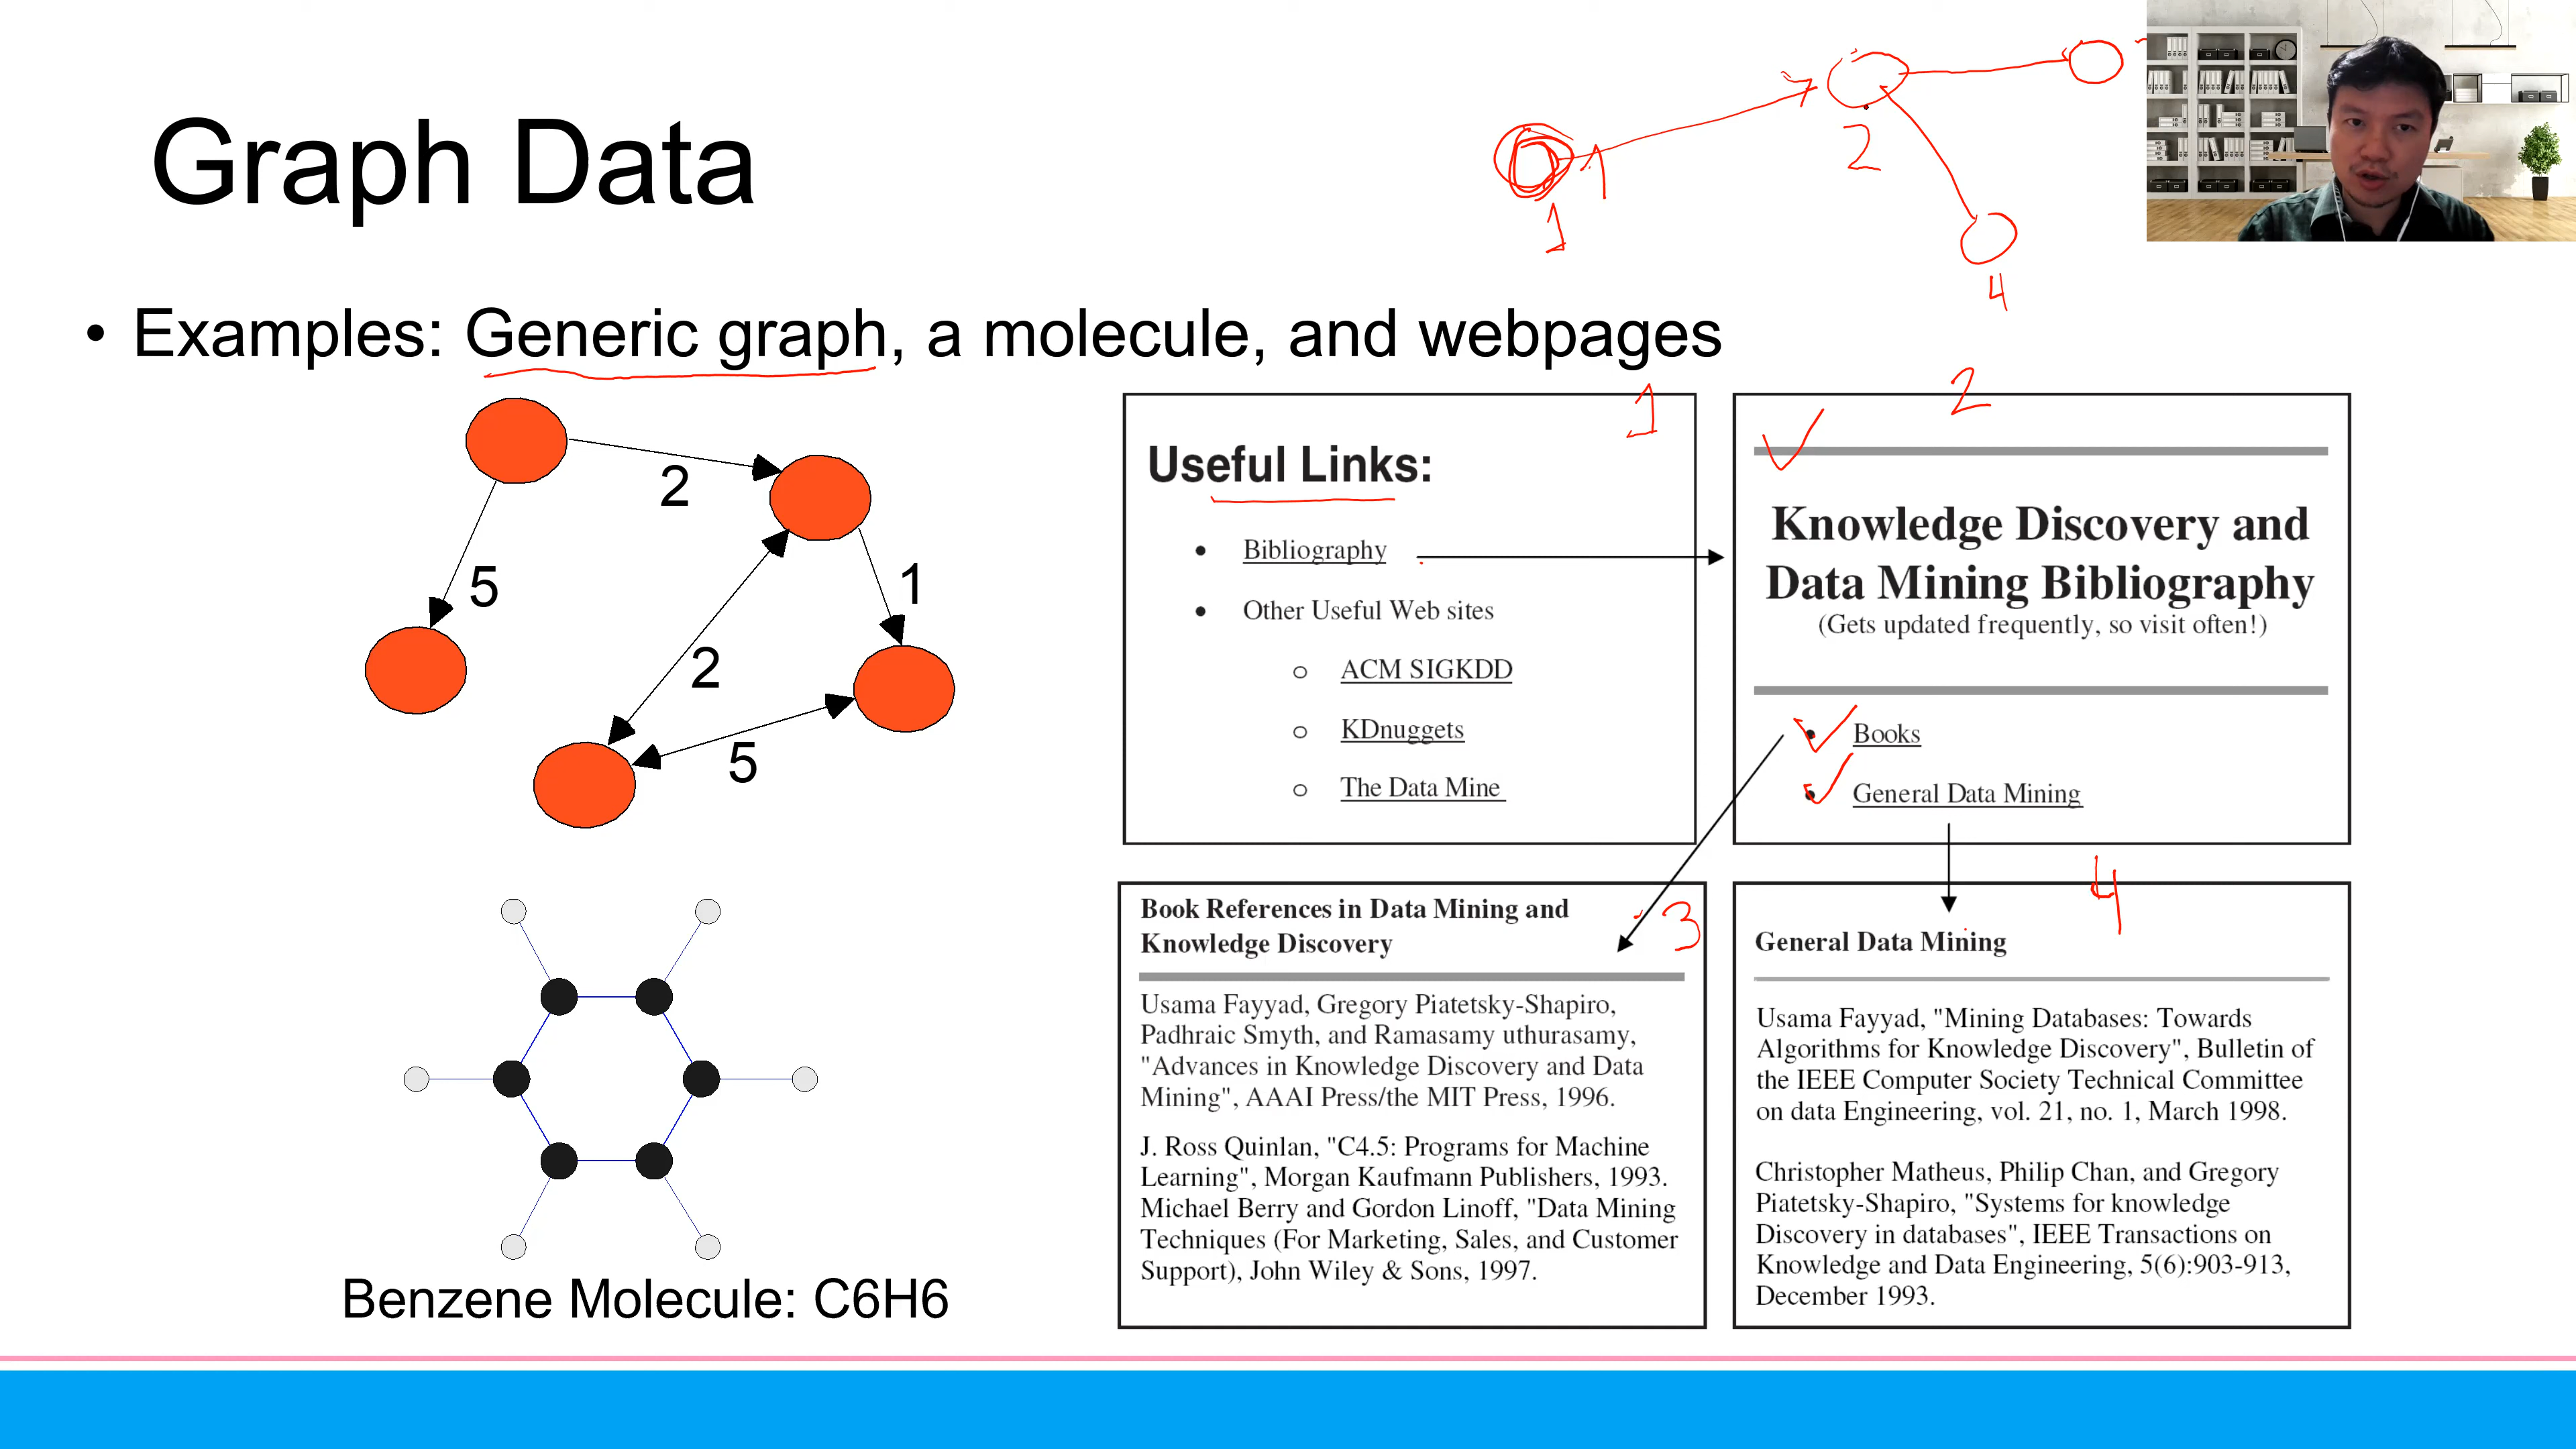 Graph Data
1
2
4
• Examples: Generic graph, a molecule, and webpages
2
5
1
2
5
Benzene Molecule: C6H6
1
Useful Links:
• Bibliography
• Other Useful Web sites
o ACM SIGKDD
o KDnuggets
o The Data Mine
2
Knowledge Discovery and
Data Mining Bibliography
(Gets updated frequently, so visit often!)
• Books
• General Data Mining
3
Book References in Data Mining and
Knowledge Discovery
Usama Fayyad, Gregory Piatetsky-Shapiro,
Padhraic Smyth, and Ramasamy uthurasamy,
"Advances in Knowledge Discovery and Data
Mining", AAAI Press/the MIT Press, 1996.
J. Ross Quinlan, "C4.5: Programs for Machine
Learning", Morgan Kaufmann Publishers, 1993.
Michael Berry and Gordon Linoff, "Data Mining
Techniques (For Marketing, Sales, and Customer
Support), John Wiley & Sons, 1997.
4
General Data Mining
Usama Fayyad, "Mining Databases: Towards
Algorithms for Knowledge Discovery", Bulletin of
the IEEE Computer Society Technical Committee
on data Engineering, vol. 21, no. 1, March 1998.
Christopher Matheus, Philip Chan, and Gregory
Piatetsky-Shapiro, "Systems for knowledge
Discovery in databases", IEEE Transactions on
Knowledge and Data Engineering, 5(6):903-913,
December 1993.